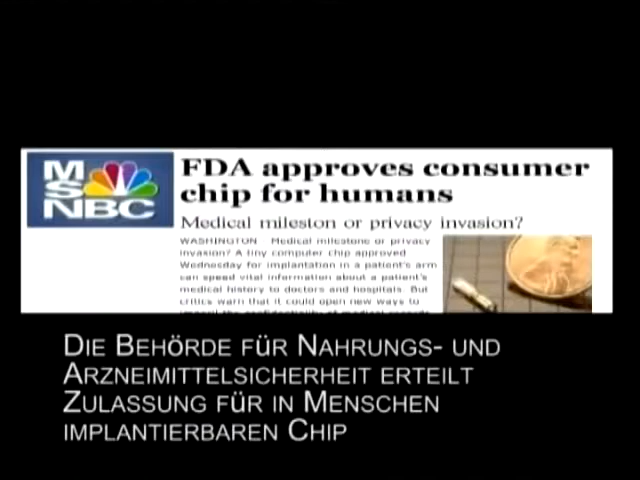 MSNBC
FDA approves consumer
chip for humans
Medical mileston or privacy invasion?
WASHINGTON Medical milestone or privacy
invasion? A tiny computer chip approved
Wednesday for implantation in a patient's arm
can speed vital information about a patient's
medical history to doctors and hospitals. But
critics warn that it could open new ways to
DIE BEHÖRDE FÜR NAHRUNGS- UND
ARZNEIMITTELSICHERHEIT ERTEILT
ZULASSUNG FÜR IN MENSCHEN
IMPLANTIERBAREN CHIP